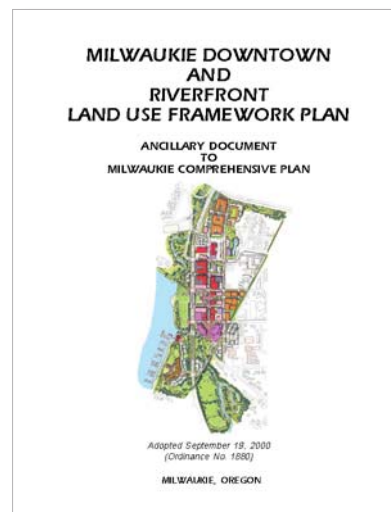 MILWAUKIE DOWNTOWN
AND
RIVERFRONT
LAND USE FRAMEWORK PLAN
ANCILLARY DOCUMENT
TO
MILWAUKIE COMPREHENSIVE PLAN
Adopted September 19, 2000
(Ordinance No. 1880)
MILWAUKIE, OREGON